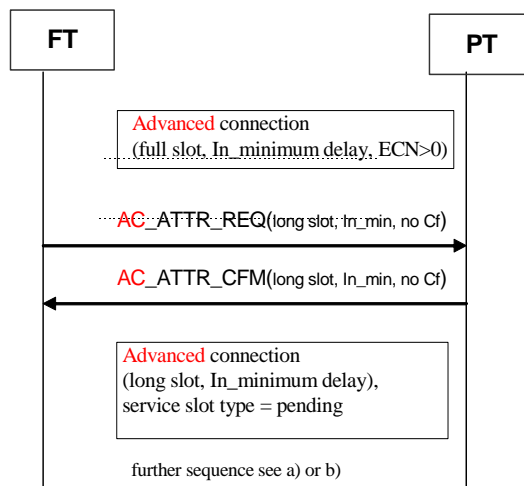 FT
PT
Advanced connection
(full slot, In_minimum delay, ECN>0)
AC_ATTR_REQ(long slot, In_min, no Cf)
AC_ATTR_CFM(long slot, In_min, no Cf)
Advanced connection
(long slot, In_minimum delay),
service slot type = pending
further sequence see a) or b)